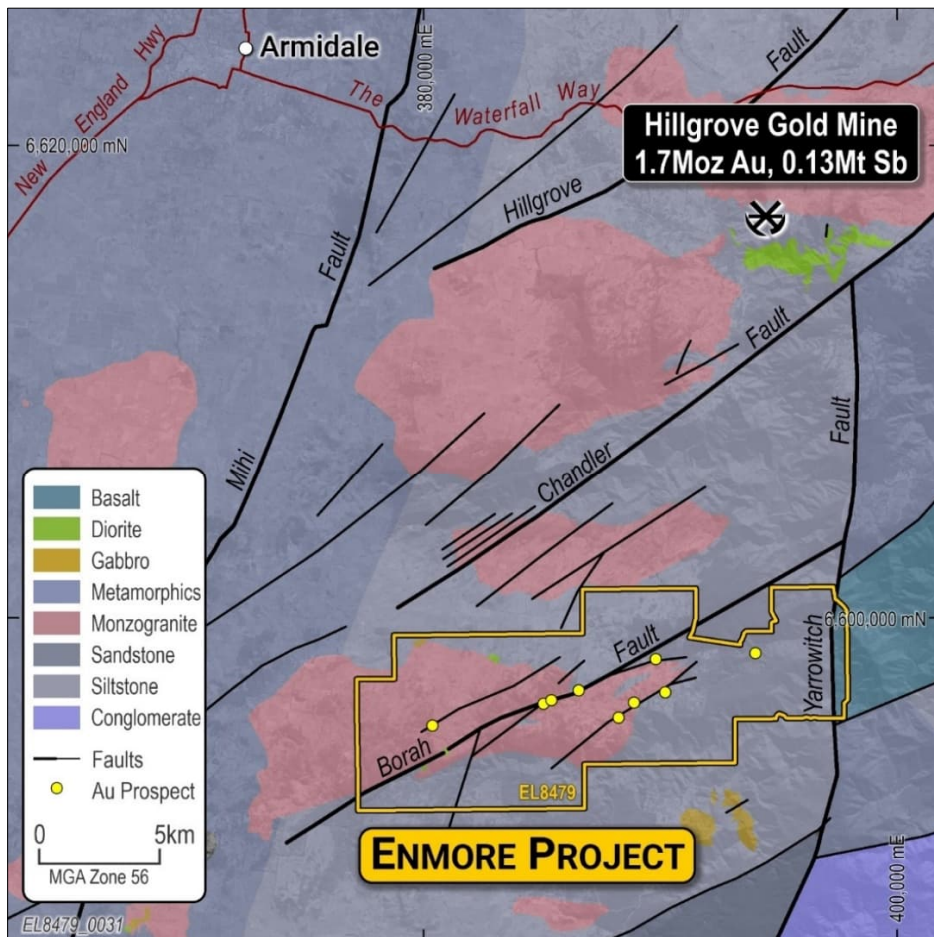 Armidale
New England Hwy
The Waterfall Way
380,000 mE
Fault
6,620,000 mN
Hillgrove Gold Mine
1.7Moz Au, 0.13Mt Sb
Hillgrove
Fault
Fault
Fault
Mihi
Chandler
Basalt
Diorite
Gabbro
Metamorphics
Monzogranite
Sandstone
Siltstone
Conglomerate
Faults
Au Prospect
0 5km
MGA Zone 56
6,600,000 mN
Fault
Yarrowitch
Borah
EL8479
ENMORE PROJECT
400,000 mE
EL8479_0031